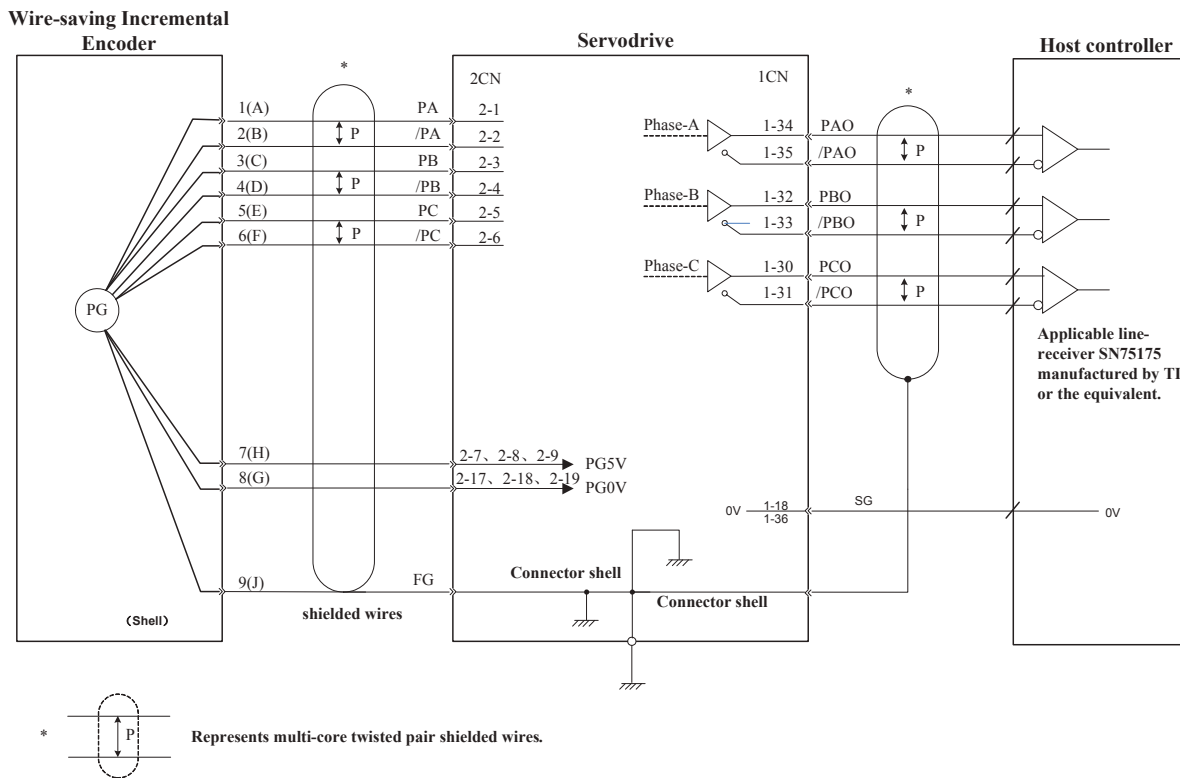 Wire-saving Incremental
Encoder
Servodrive
Host controller
*
2CN
1CN
*
1(A)
PA
2-1
2(B)
P
/PA
2-2
3(C)
PB
2-3
4(D)
P
/PB
2-4
5(E)
PC
2-5
6(F)
P
/PC
2-6
Phase-A
1-34
PAO
1-35
/PAO
P
Phase-B
1-32
PBO
1-33
/PBO
P
Phase-C
1-30
PCO
1-31
/PCO
P
PG
Applicable line-
receiver SN75175
manufactured by TI
or the equivalent.
7(H)
2-7、2-8、2-9
PG5V
8(G)
2-17、2-18、2-19
PG0V
0V
1-18
1-36
SG
0V
9(J)
FG
Connector shell
Connector shell
(Shell)
shielded wires
*
P
Represents multi-core twisted pair shielded wires.